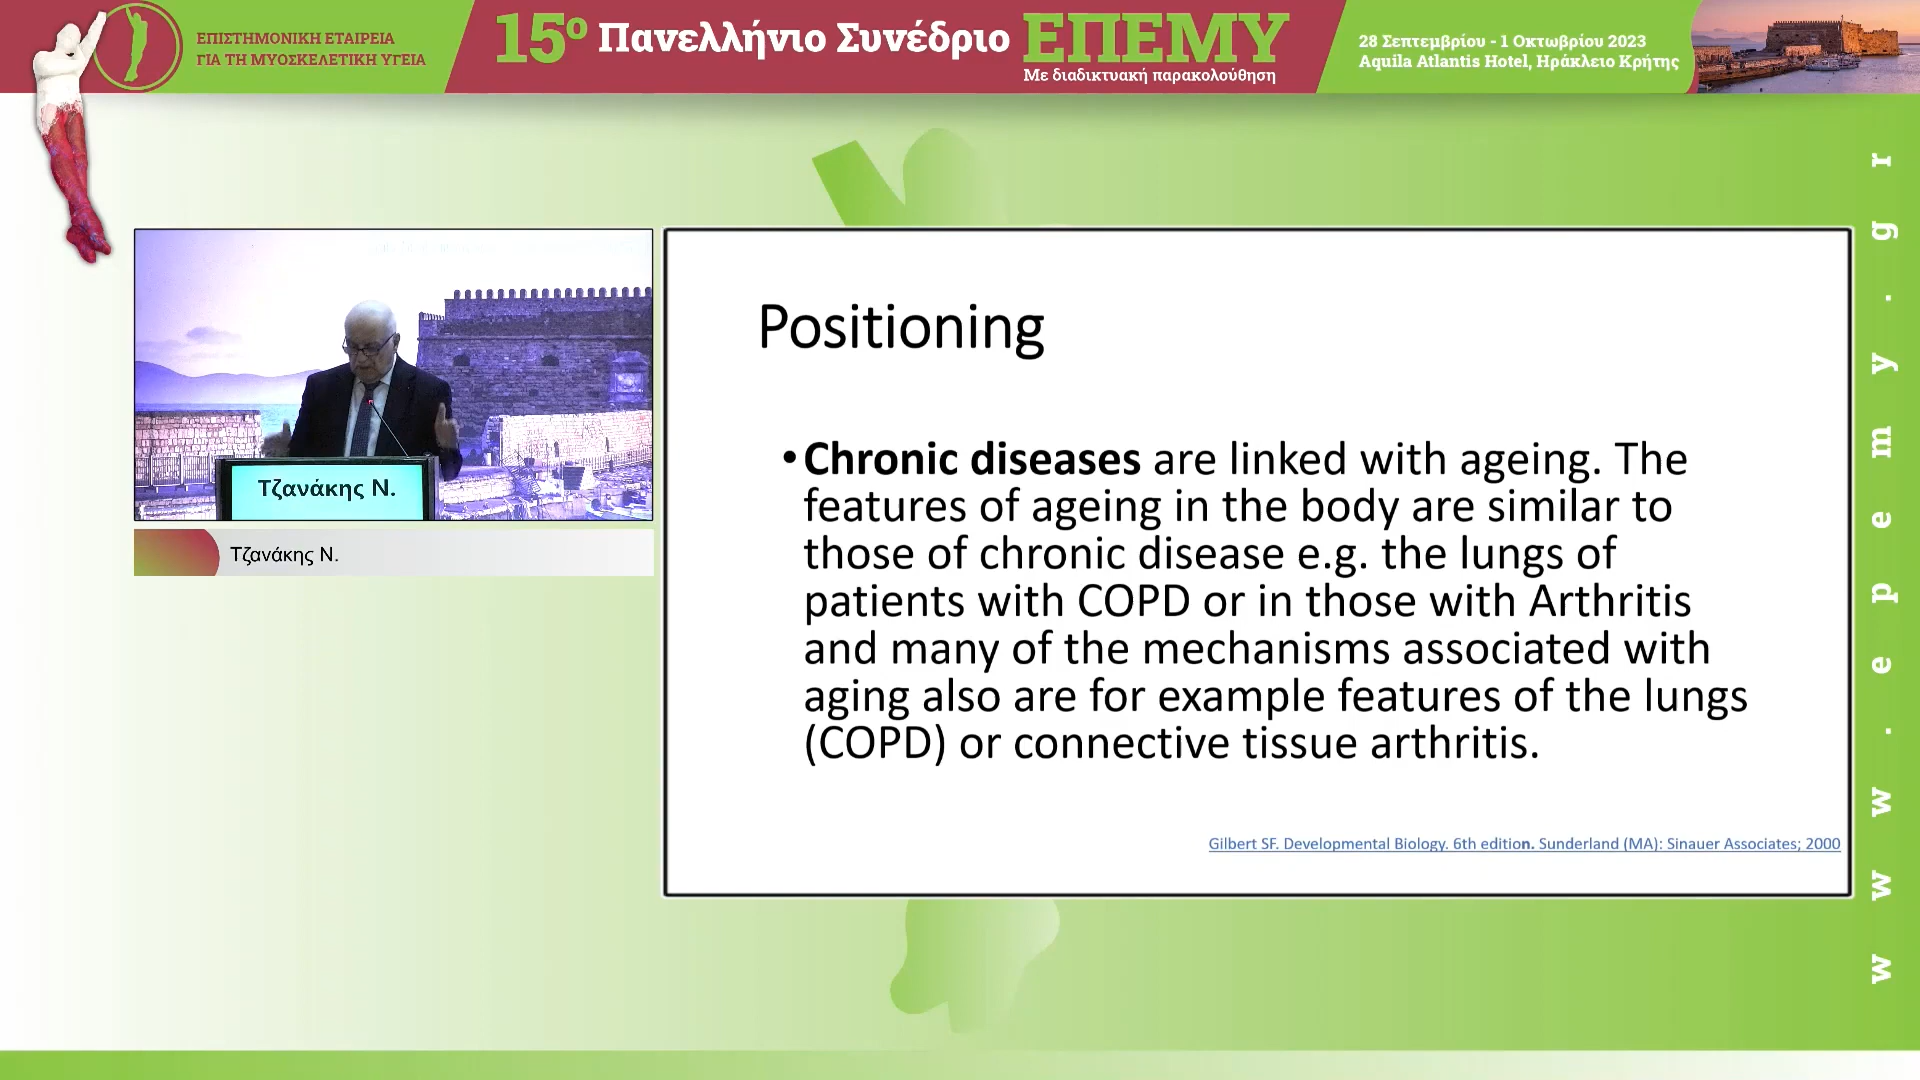 ΕΠΙΣΤΗΜΟΝΙΚΗ ΕΤΑΙΡΕΙΑ
ΓΙΑ ΤΗ ΜΥΟΣΚΕΛΕΤΙΚΗ ΥΓΕΙΑ
15ο Πανελλήνιο Συνέδριο ΕΠΕΜΥ
Με διαδικτυακή παρακολούθηση
28 Σεπτεμβρίου - 1 Οκτωβρίου 2023
Aquila Atlantis Hotel, Ηράκλειο Κρήτης
Τζανάκης Ν.
Τζανάκης Ν.
Positioning
•Chronic diseases are linked with ageing. The
features of ageing in the body are similar to
those of chronic disease e.g. the lungs of
patients with COPD or in those with Arthritis
and many of the mechanisms associated with
aging also are for example features of the lungs
(COPD) or connective tissue arthritis.
Gilbert SF. Developmental Biology. 6th edition. Sunderland (MA): Sinauer Associates; 2000
www.epemy.gr